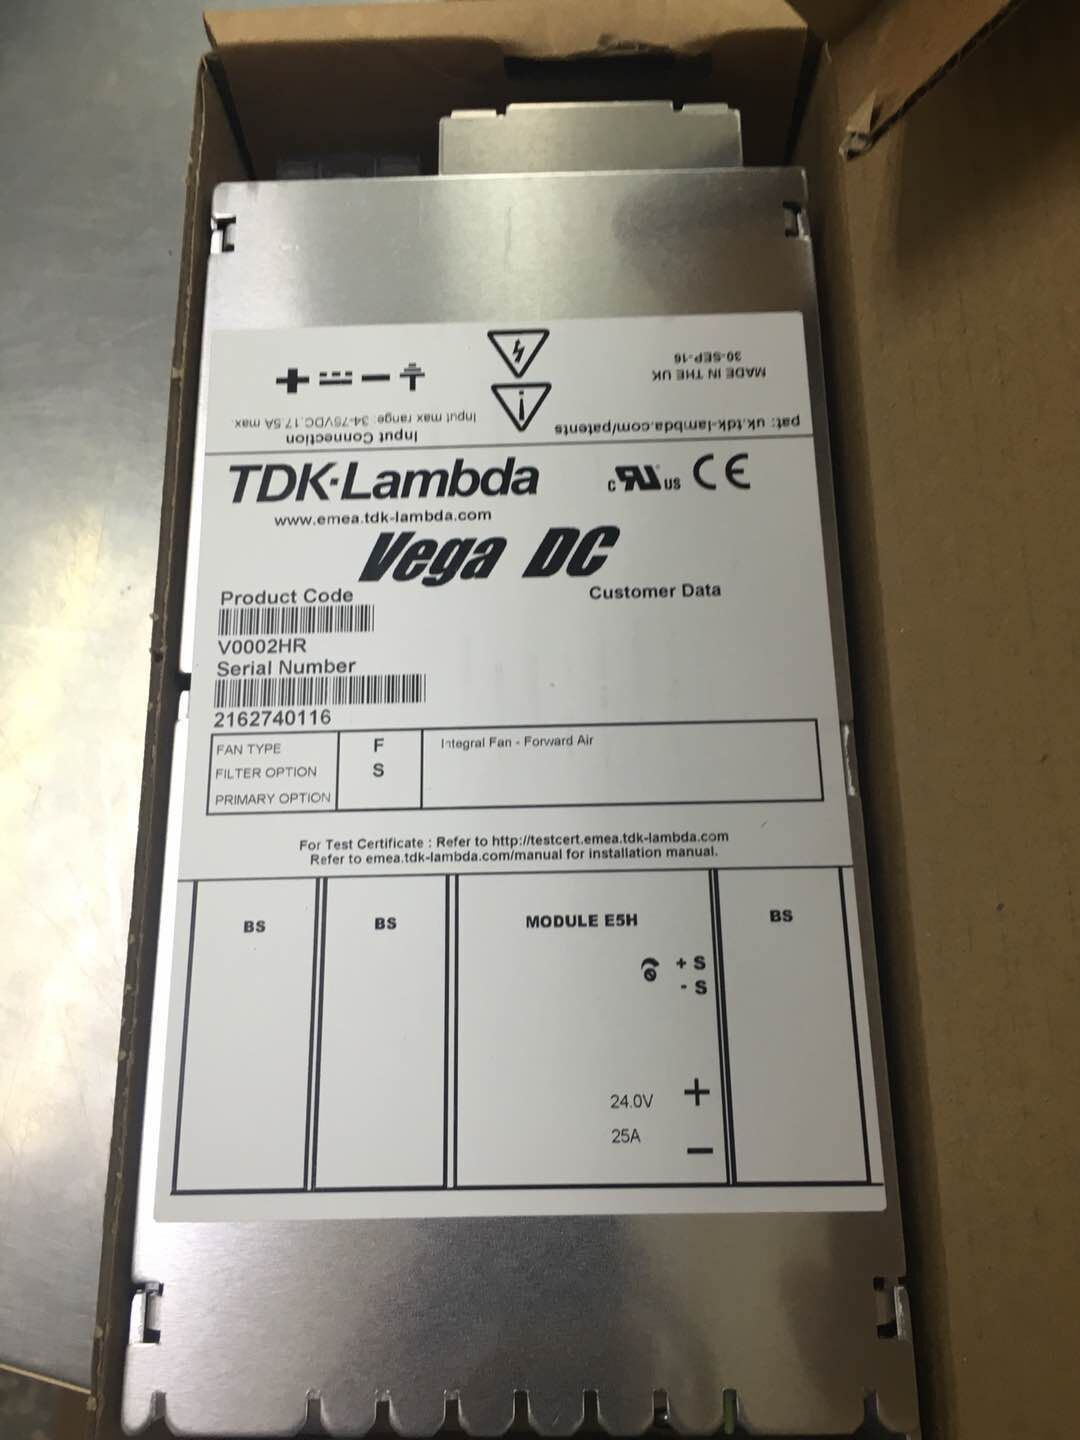 30-SEP-16
MADE IN THE UK
pat: uk.tdk-lambda.com/patents
Input max range: 34-75VDC,17.5A max
Input Connection
TDK-Lambda
c RU US CE
www.emea.tdk-lambda.com
Vega DC
Product Code
Customer Data
V0002HR
Serial Number
2162740116
FAN TYPE F Integral Fan - Forward Air
FILTER OPTION S
PRIMARY OPTION
For Test Certificate : Refer to http://testcert.emea.tdk-lambda.com
Refer to emea.tdk-lambda.com/manual for installation manual.
BS BS MODULE E5H BS
+ S
- S
24.0V +
25A -